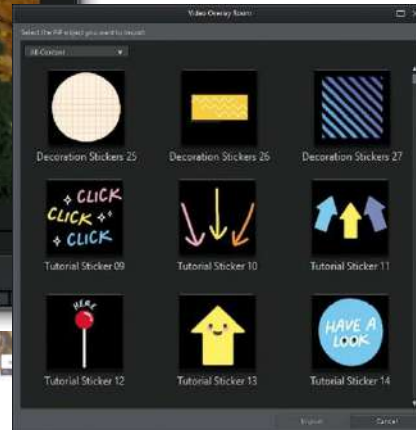 Video Overlay Room
Select the PiP object you want to import
All Content
Decoration Stickers 25
Decoration Stickers 26
Decoration Stickers 27
CLICK
CLICK
CLICK
Tutorial Sticker 09
Tutorial Sticker 10
Tutorial Sticker 11
HERE
HAVE A
LOOK
Tutorial Sticker 12
Tutorial Sticker 13
Tutorial Sticker 14
Import
Cancel